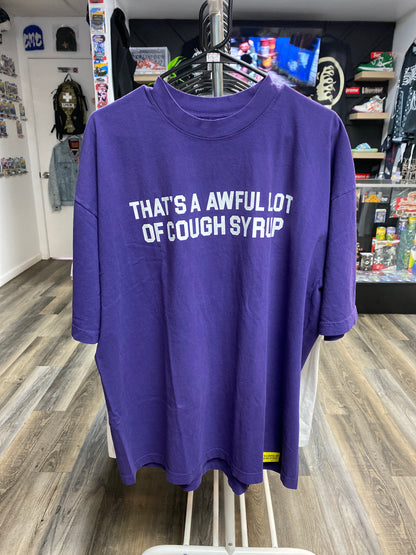 THAT'S A AWFUL LOT
OF COUGH SYRUP